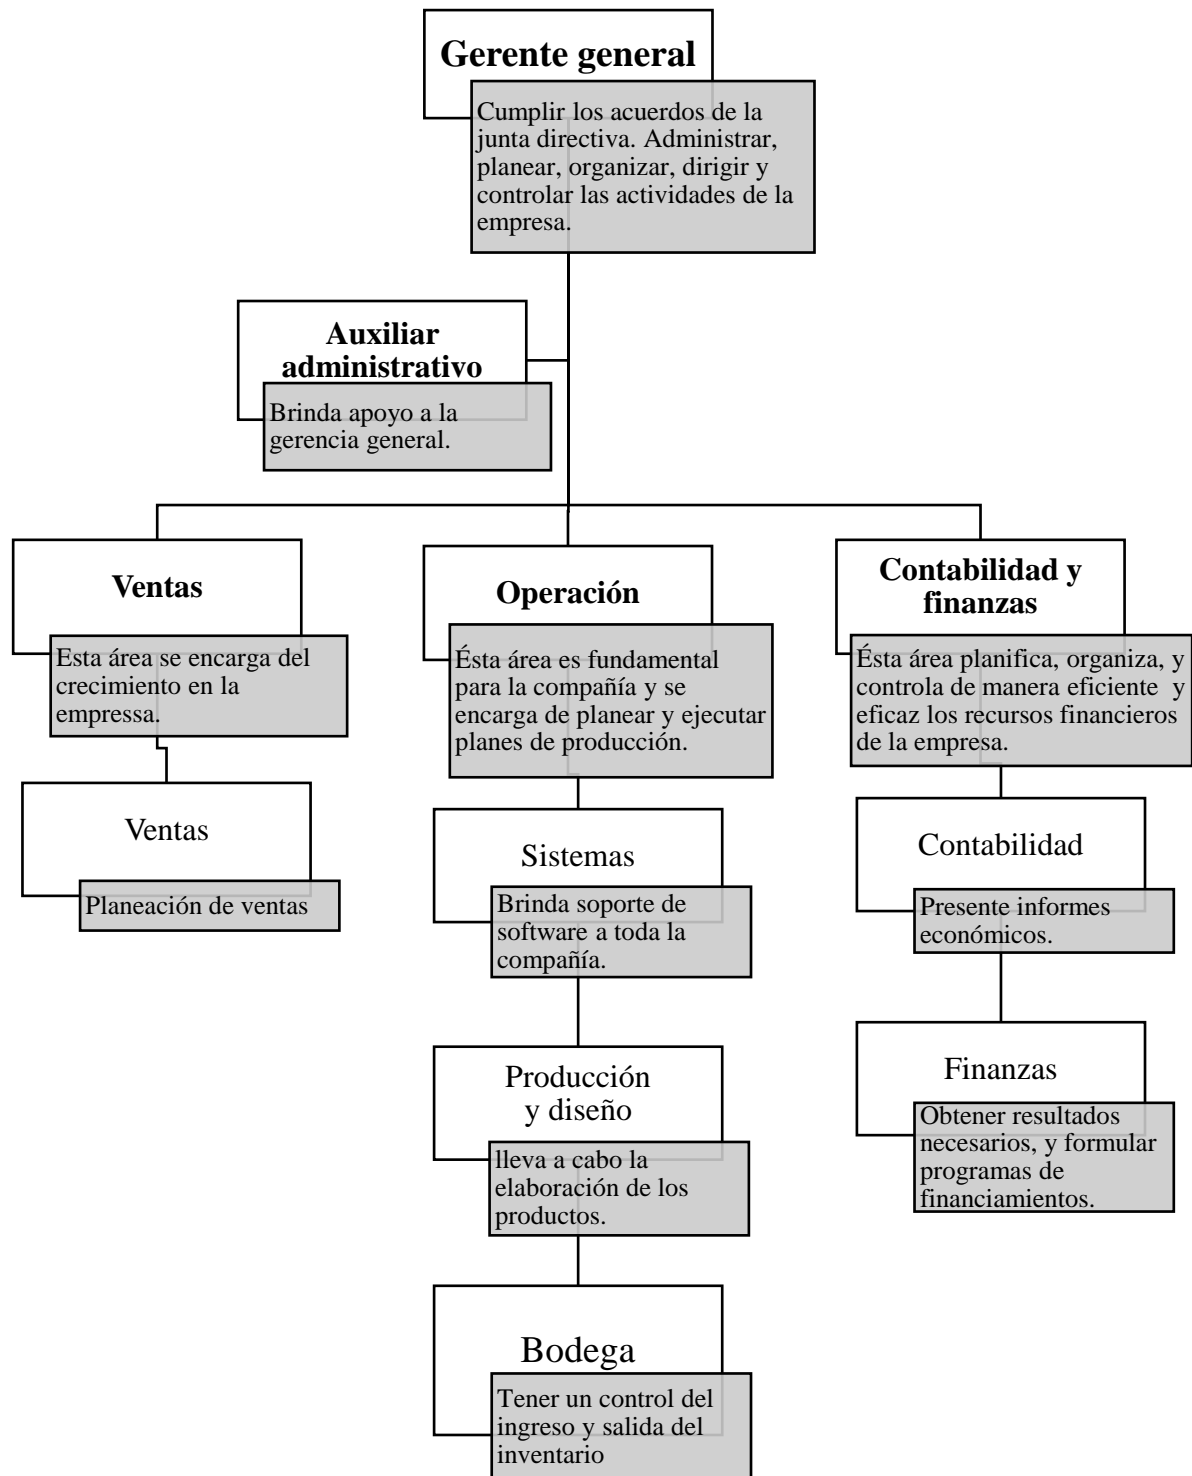 Gerente general
Cumplir los acuerdos de la
junta directiva. Administrar,
planear, organizar, dirigir y
controlar las actividades de la
empresa.
Auxiliar
administrativo
Brinda apoyo a la
gerencia general.
Ventas
Esta área se encarga del
crecimiento en la
empressa.
Ventas
Planeación de ventas
Operación
Ésta área es fundamental
para la compañía y se
encarga de planear y ejecutar
planes de producción.
Sistemas
Brinda soporte de
software a toda la
compañía.
Producción
y diseño
lleva a cabo la
elaboración de los
productos.
Bodega
Tener un control del
ingreso y salida del
inventario
Contabilidad y
finanzas
Ésta área planifica, organiza, y
controla de manera eficiente  y
eficaz los recursos financieros
de la empresa.
Contabilidad
Presente informes
económicos.
Finanzas
Obtener resultados
necesarios, y formular
programas de
financiamientos.